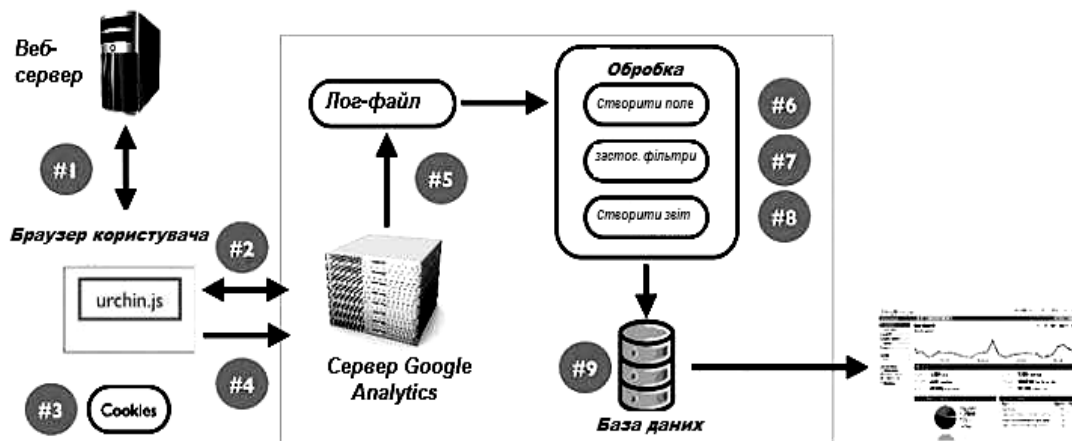 Веб-
сервер
#1
Браузер користувача
#2
urchin.js
#4
#3
Cookies
Лог-файл
#5
Сервер Google
Analytics
Обробка
Створити поле
#6
застос. фільтри
#7
Створити звіт
#8
#9
База даних